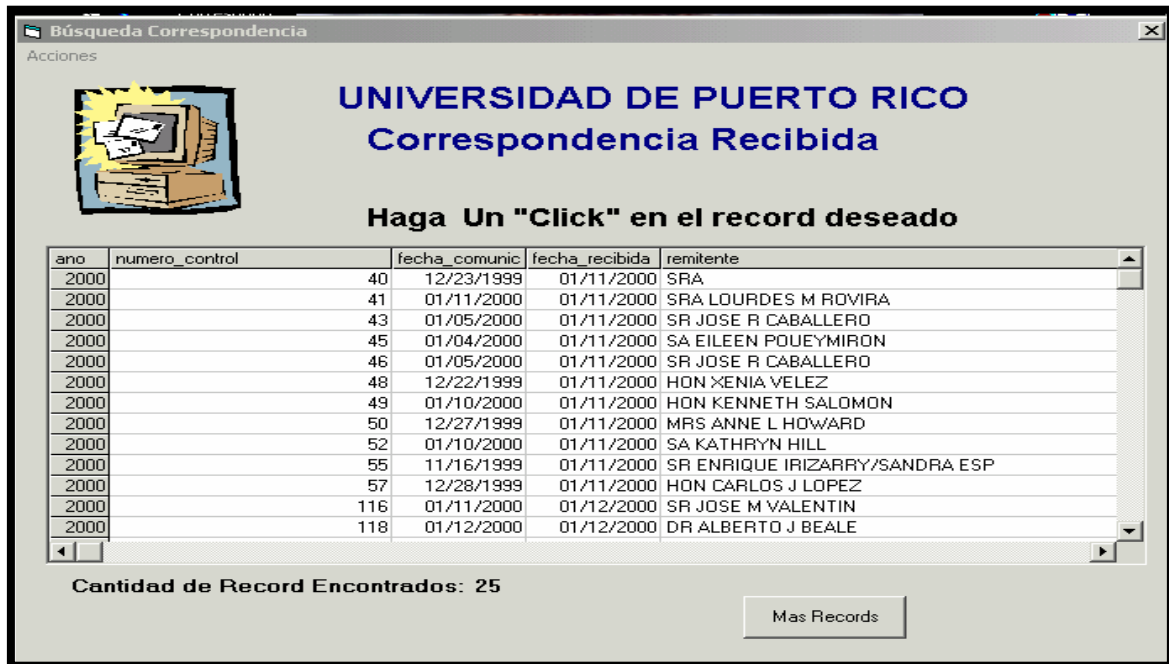 Búsqueda Correspondencia
Acciones
UNIVERSIDAD DE PUERTO RICO
Correspondencia Recibida
Haga Un "Click" en el record deseado
ano numero_control fecha_comunic fecha_recibida remitente
2000 40 12/23/1999 01/11/2000 SRA
2000 41 01/11/2000 01/11/2000 SRA LOURDES M ROVIRA
2000 43 01/05/2000 01/11/2000 SR JOSE R CABALLERO
2000 45 01/04/2000 01/11/2000 SA EILEEN POUEYMIRON
2000 46 01/05/2000 01/11/2000 SR JOSE R CABALLERO
2000 48 12/22/1999 01/11/2000 HON XENIA VELEZ
2000 49 01/10/2000 01/11/2000 HON KENNETH SALOMON
2000 50 12/27/1999 01/11/2000 MRS ANNE L HOWARD
2000 52 01/10/2000 01/11/2000 SA KATHRYN HILL
2000 55 11/16/1999 01/11/2000 SR ENRIQUE IRIZARRY/SANDRA ESP
2000 57 12/28/1999 01/11/2000 HON CARLOS J LOPEZ
2000 116 01/11/2000 01/12/2000 SR JOSE M VALENTIN
2000 118 01/12/2000 01/12/2000 DR ALBERTO J BEALE
Cantidad de Record Encontrados: 25
Mas Records